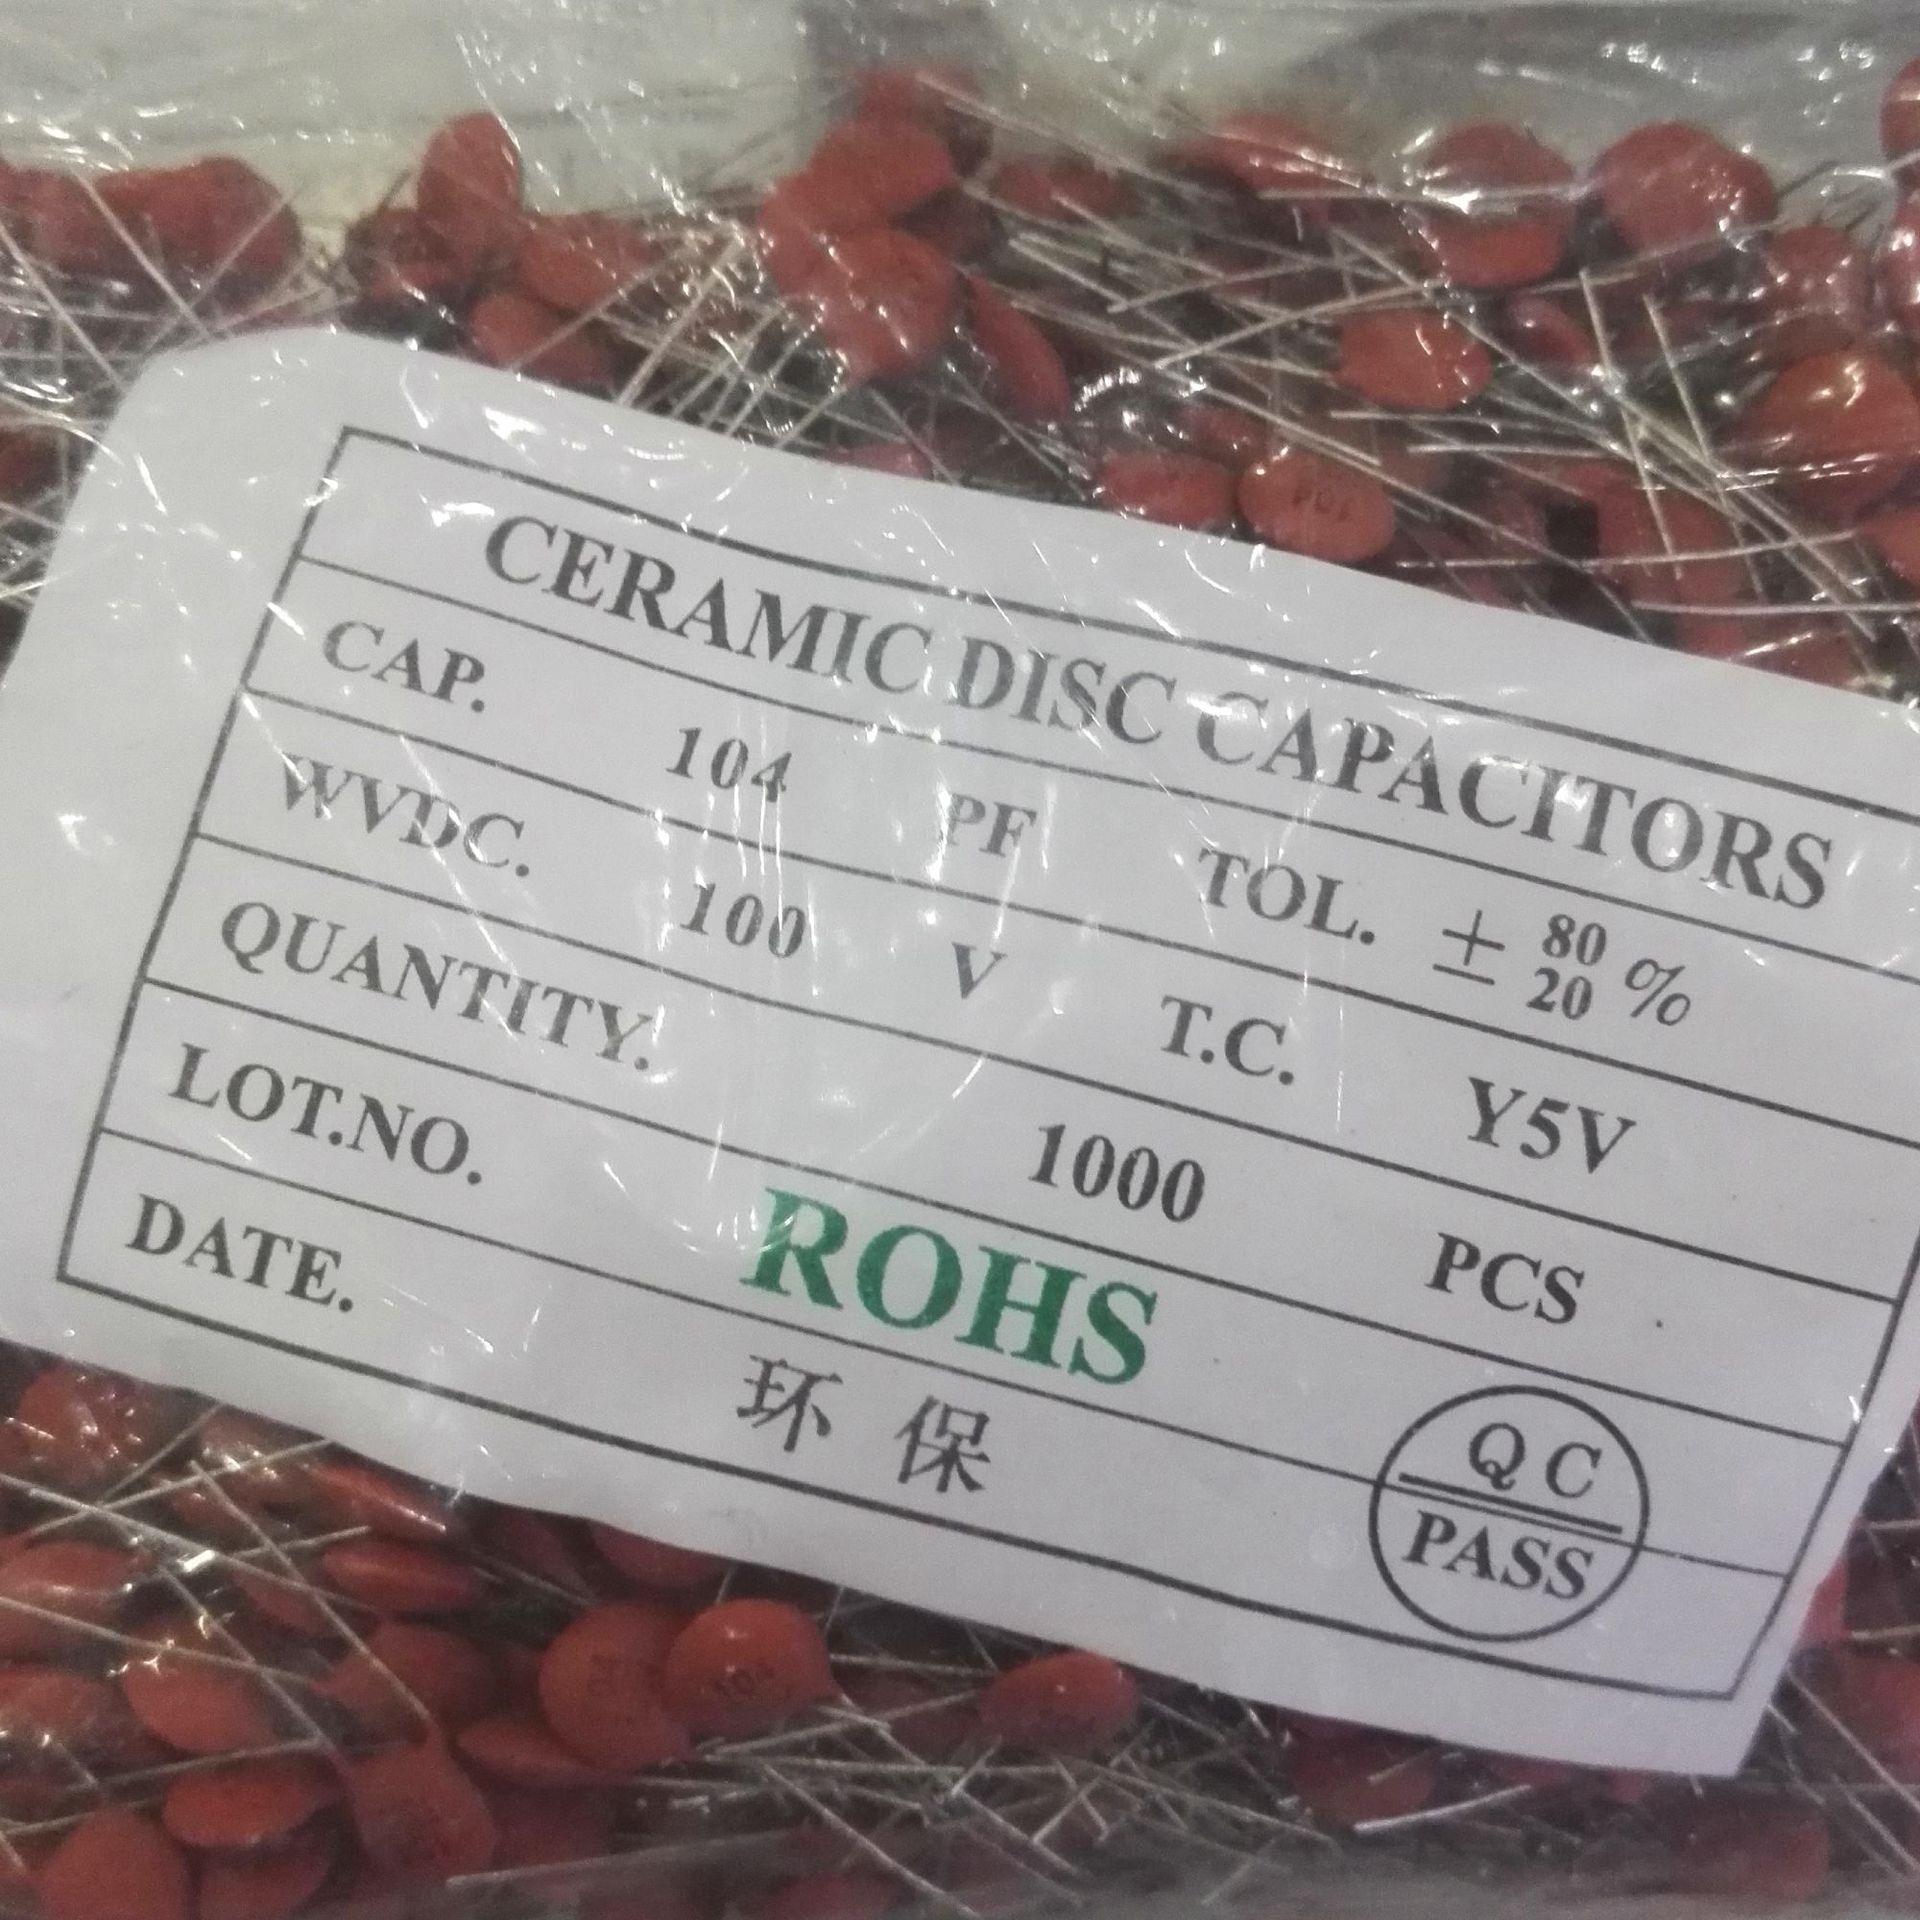 CERAMIC DISC CAPACITORS
CAP. 104 PF TOL. ± 80 20 %
WVDC. 100 V T.C. Y5V
QUANTITY. 1000 PCS
LOT.NO. ROHS
DATE. 环保
QC
PASS
104